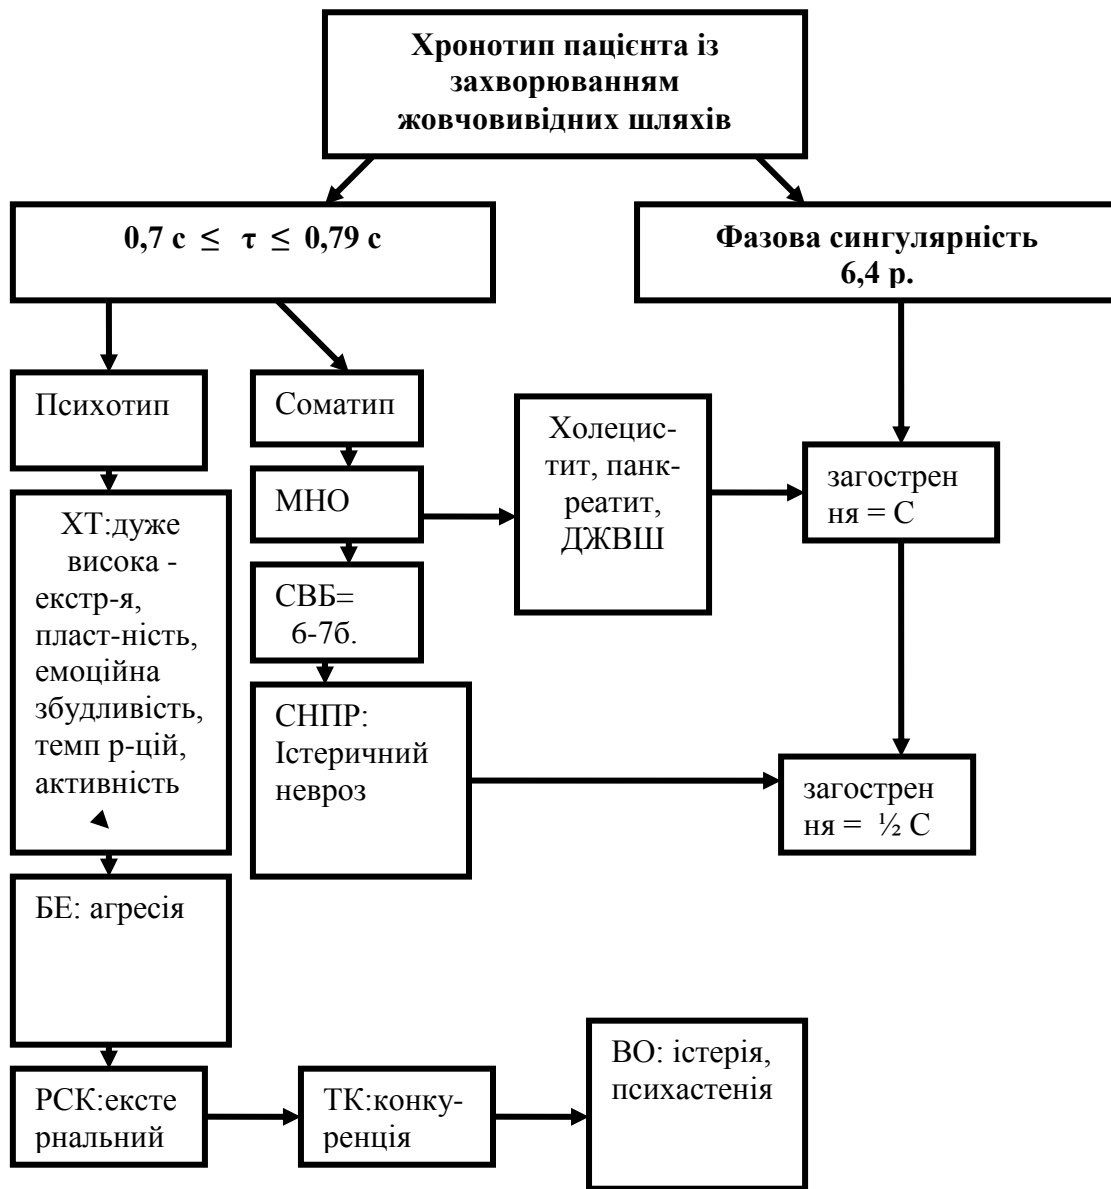 Хронотип пацієнта із
захворюванням
жовчовивідних шляхів
0,7 с ≤ τ ≤ 0,79 с
Фазова сингулярність
6,4 р.
Психотип
Соматип
Холецис-
тит, панк-
реатит,
ДЖВШ
загострен
ня = С
МНО
ХТ:дуже
висока -
екстр-я,
пласт-ність,
емоційна
збудливість,
темп р-цій,
активність
СВБ=
6-7б.
СНПР:
Істеричний
невроз
загострен
ня = ½ С
БЕ: агресія
РСК:ексте
рнальний
ТК:конку-
ренція
ВО: істерія,
психастенія